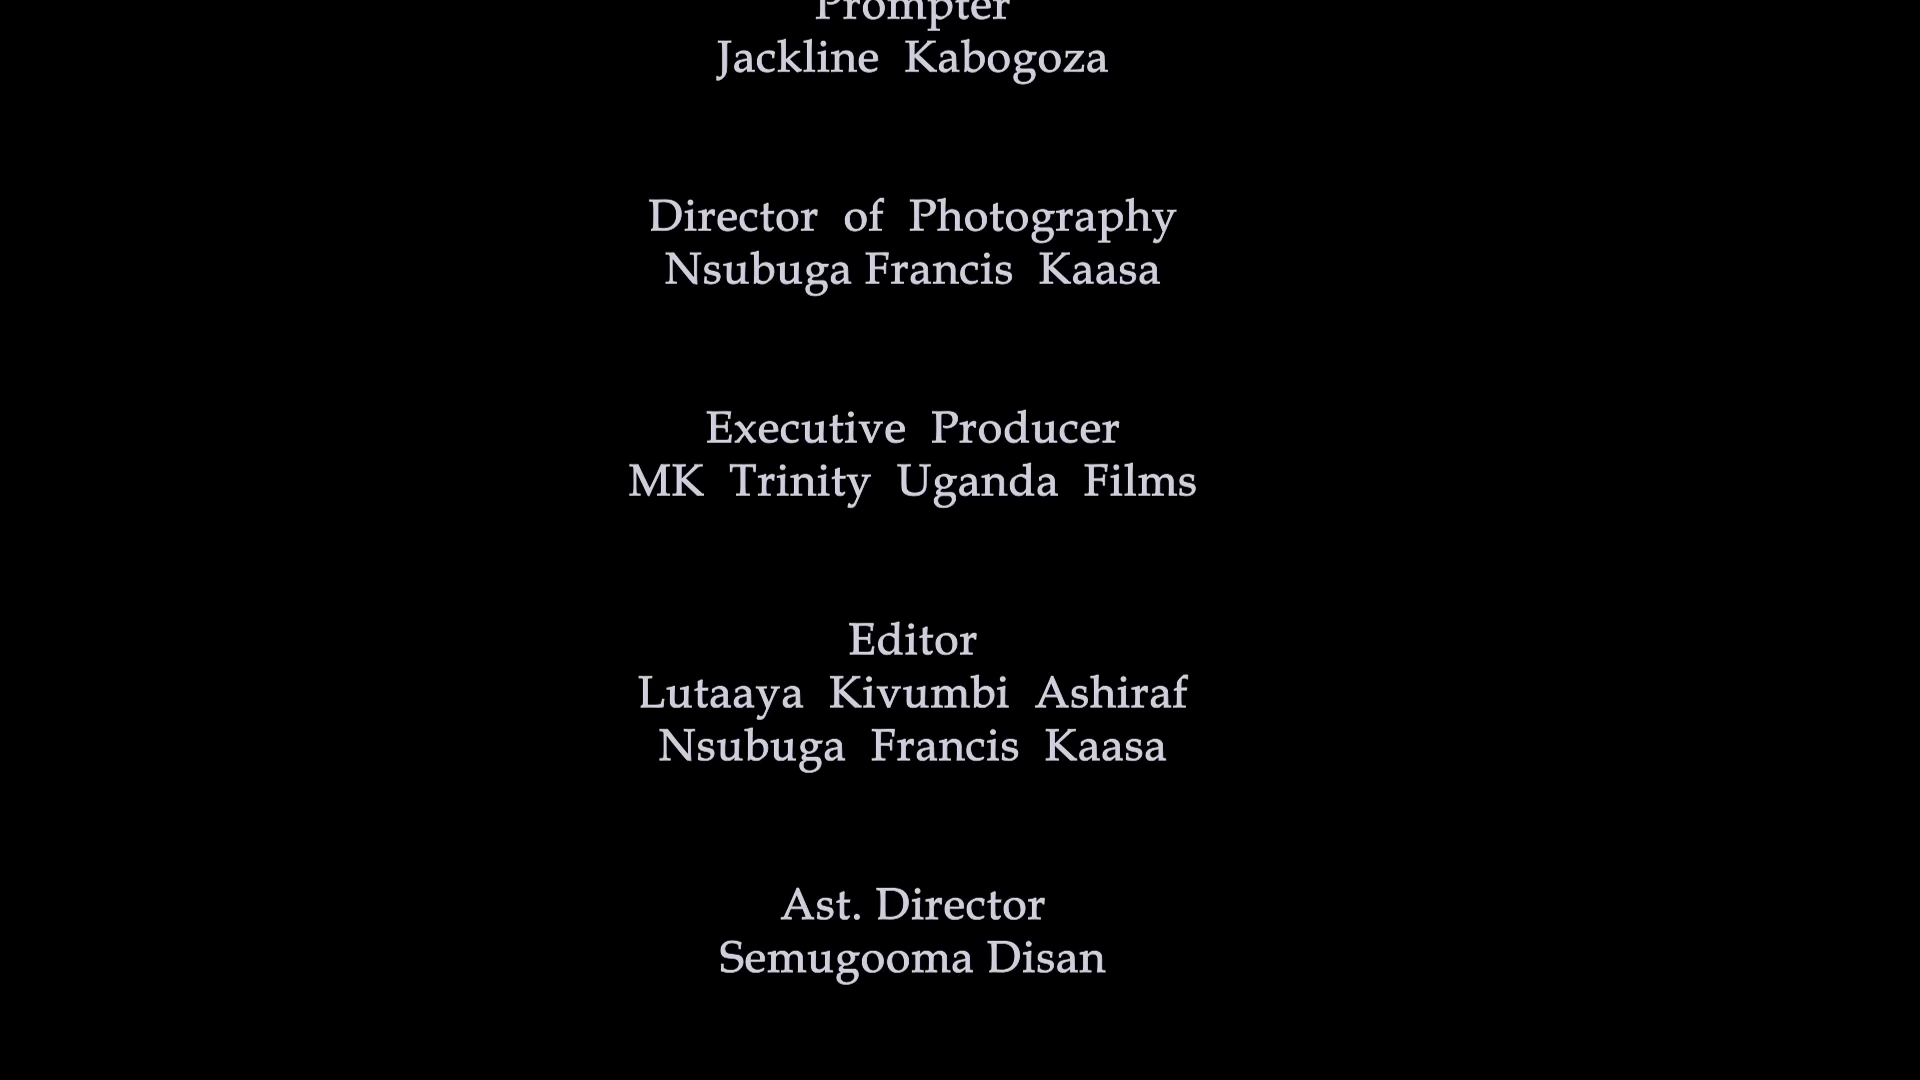 Prompter
Jackline Kabogoza
Director of Photography
Nsubuga Francis Kaasa
Executive Producer
MK Trinity Uganda Films
Editor
Lutaaya Kivumbi Ashiraf
Nsubuga Francis Kaasa
Ast. Director
Semugooma Disan